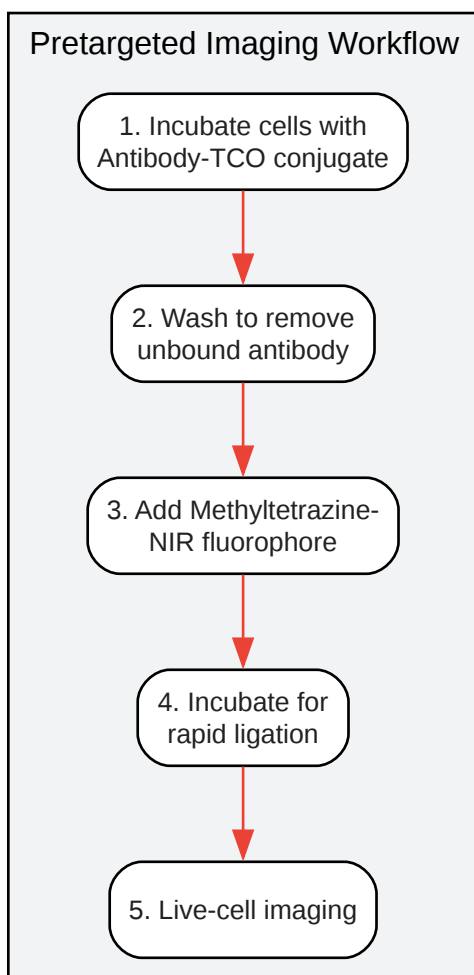 Pretargeted Imaging Workflow
1. Incubate cells with
Antibody-TCO conjugate
2. Wash to remove
unbound antibody
3. Add Methyltetrazine-
NIR fluorophore
4. Incubate for
rapid ligation
5. Live-cell imaging